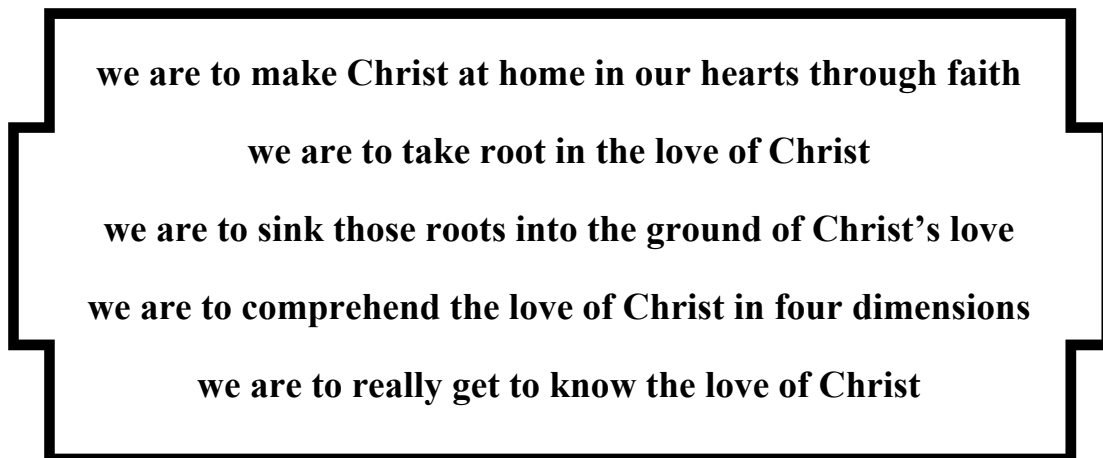 we are to make Christ at home in our hearts through faith
we are to take root in the love of Christ
we are to sink those roots into the ground of Christ’s love
we are to comprehend the love of Christ in four dimensions
we are to really get to know the love of Christ